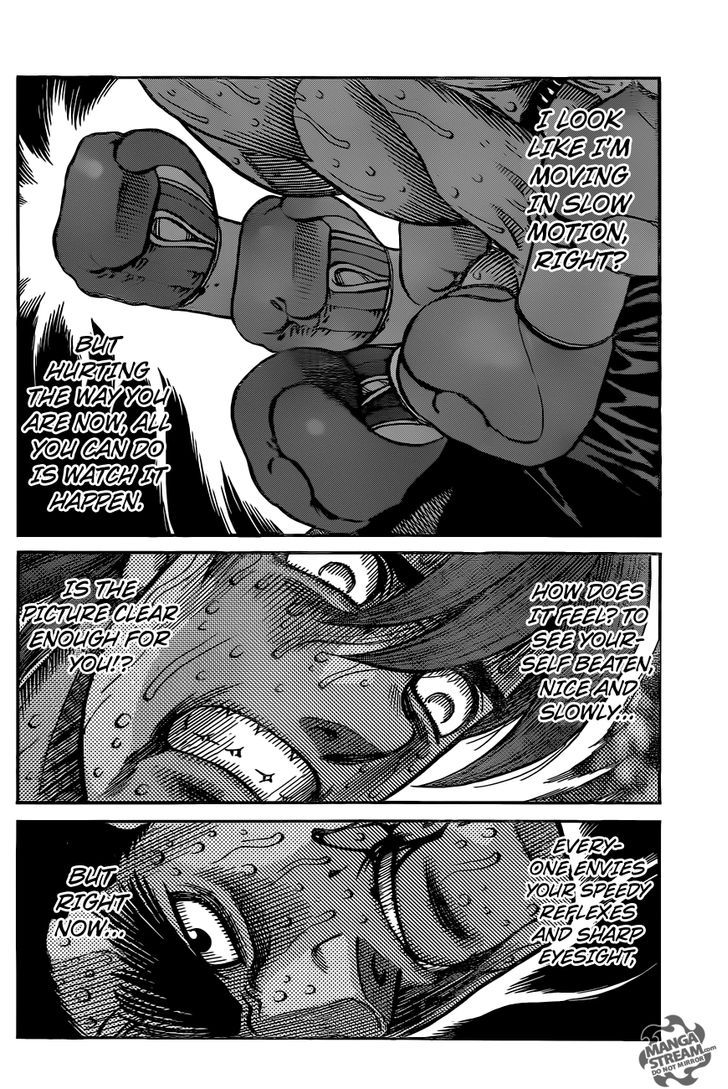 I LOOK
LIKE I'M
MOVING
IN SLOW
MOTION,
RIGHT?
BUT
HURTING
THE WAY YOU
ARE NOW, ALL
YOU CAN DO
IS WATCH IT
HAPPEN.
HOW DOES
IT FEEL? TO
SEE YOUR-
SELF BEATEN,
NICE AND
SLOWLY...
IS THE
PICTURE CLEAR
ENOUGH FOR
YOU!?
EVERY-
ONE ENVIES
YOUR SPEEDY
REFLEXES
AND SHARP
EYESIGHT,
BUT
RIGHT
NOW...
MANGA
STREAM.COM
DO NOT MIRROR